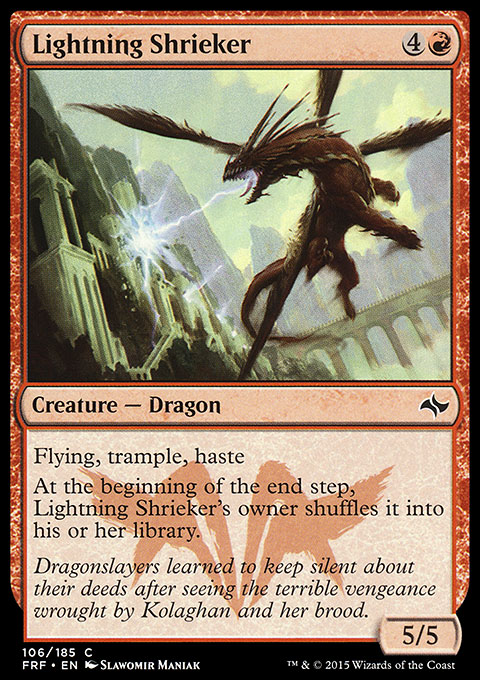 Lightning Shrieker 4
Creature — Dragon
Flying, trample, haste
At the beginning of the end step,
Lightning Shrieker's owner shuffles it into
his or her library.
Dragonslayers learned to keep silent about
their deeds after seeing the terrible vengeance
wrought by Kolaghan and her brood.
5/5
106/185 C
FRF • EN Slawomir Maniak
™ & © 2015 Wizards of the Coast